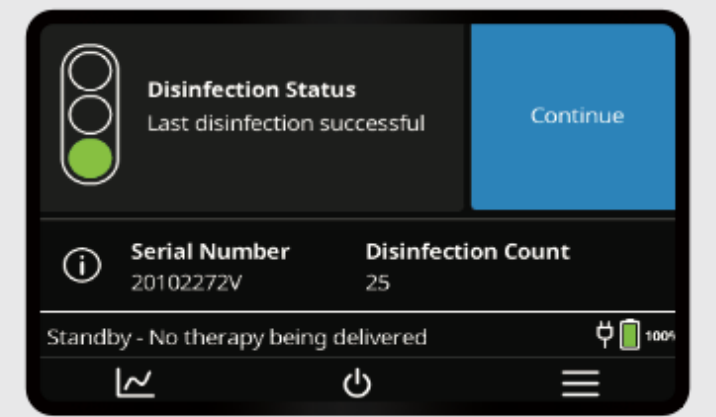 Disinfection Status
Last disinfection successful
Continue
Serial Number
20102272V
Disinfection Count
25
Standby - No therapy being delivered
100%